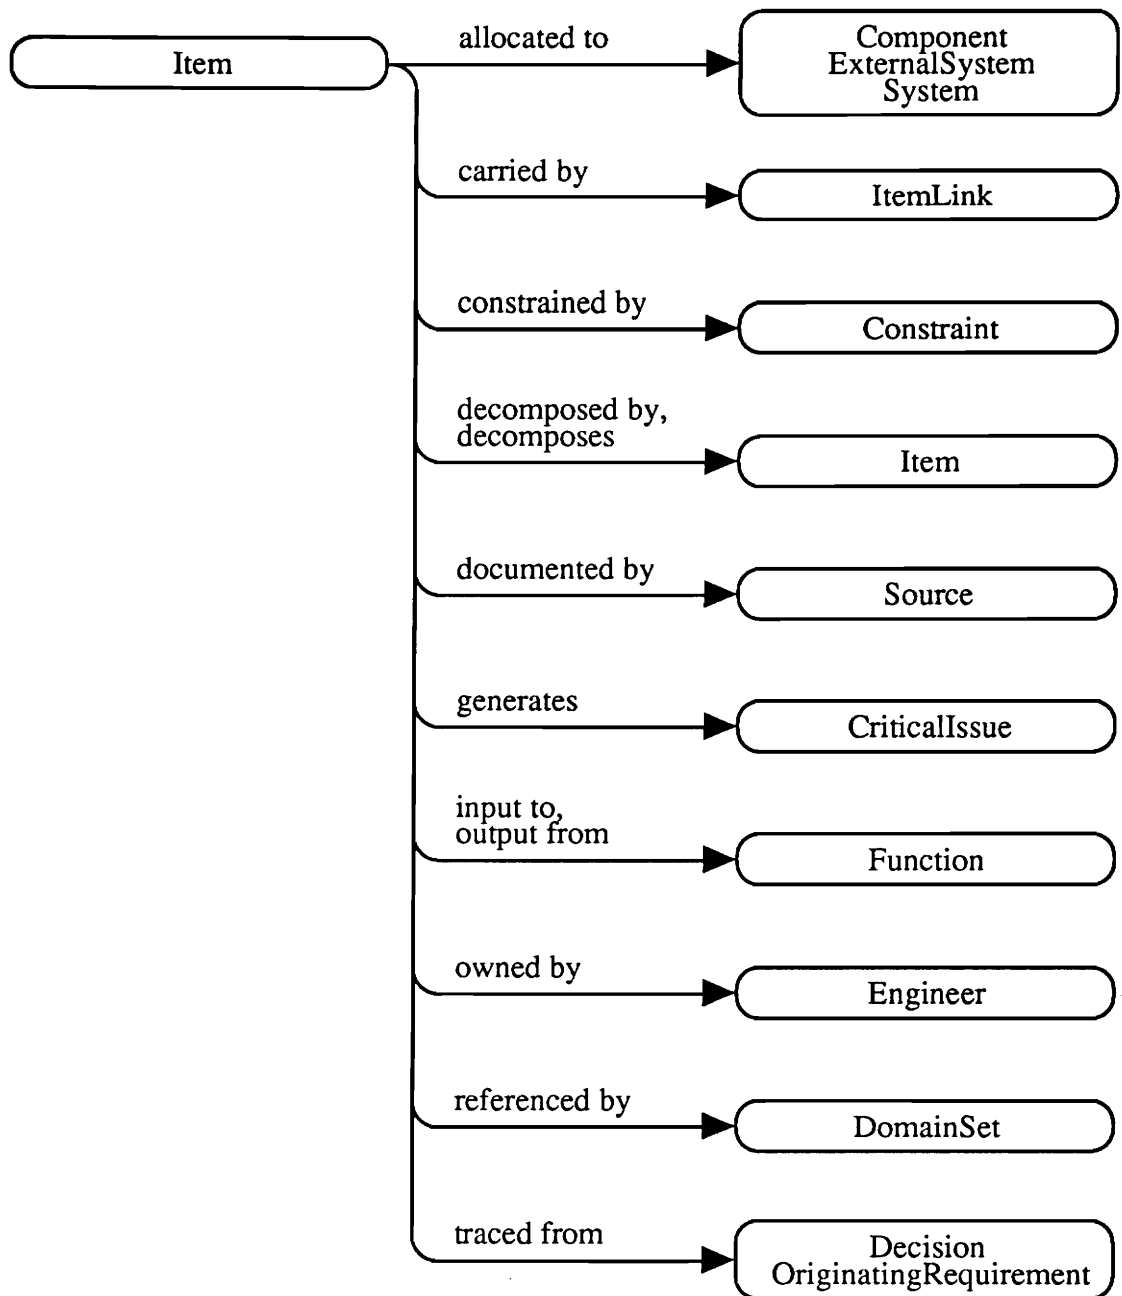 Item
allocated to
Component
ExternalSystem
System
carried by
ItemLink
constrained by
Constraint
decomposed by,
decomposes
Item
documented by
Source
generates
CriticalIssue
input to,
output from
Function
owned by
Engineer
referenced by
DomainSet
traced from
Decision
OriginatingRequirement